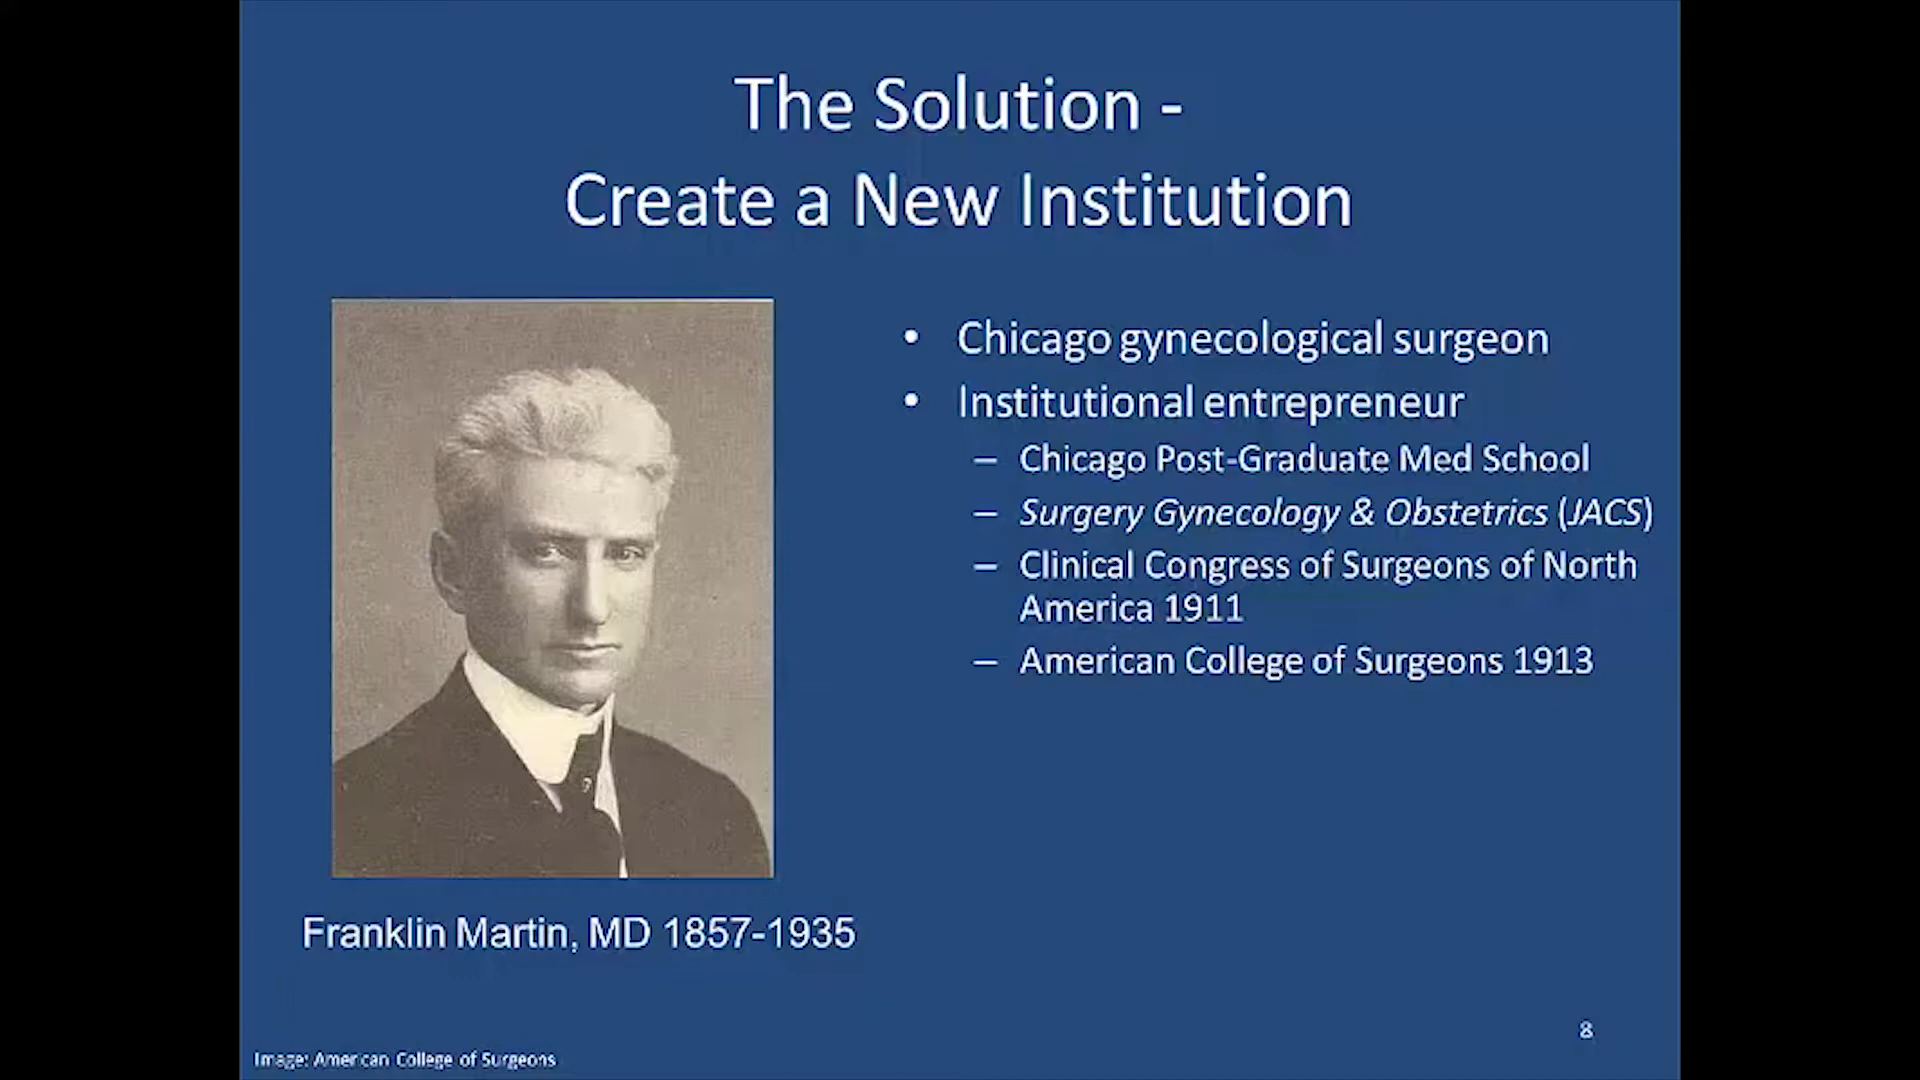 The Solution -
Create a New Institution
• Chicago gynecological surgeon
• Institutional entrepreneur
– Chicago Post-Graduate Med School
– Surgery Gynecology & Obstetrics (JACS)
– Clinical Congress of Surgeons of North
America 1911
– American College of Surgeons 1913
Franklin Martin, MD 1857-1935
8
Image: American College of Surgeons